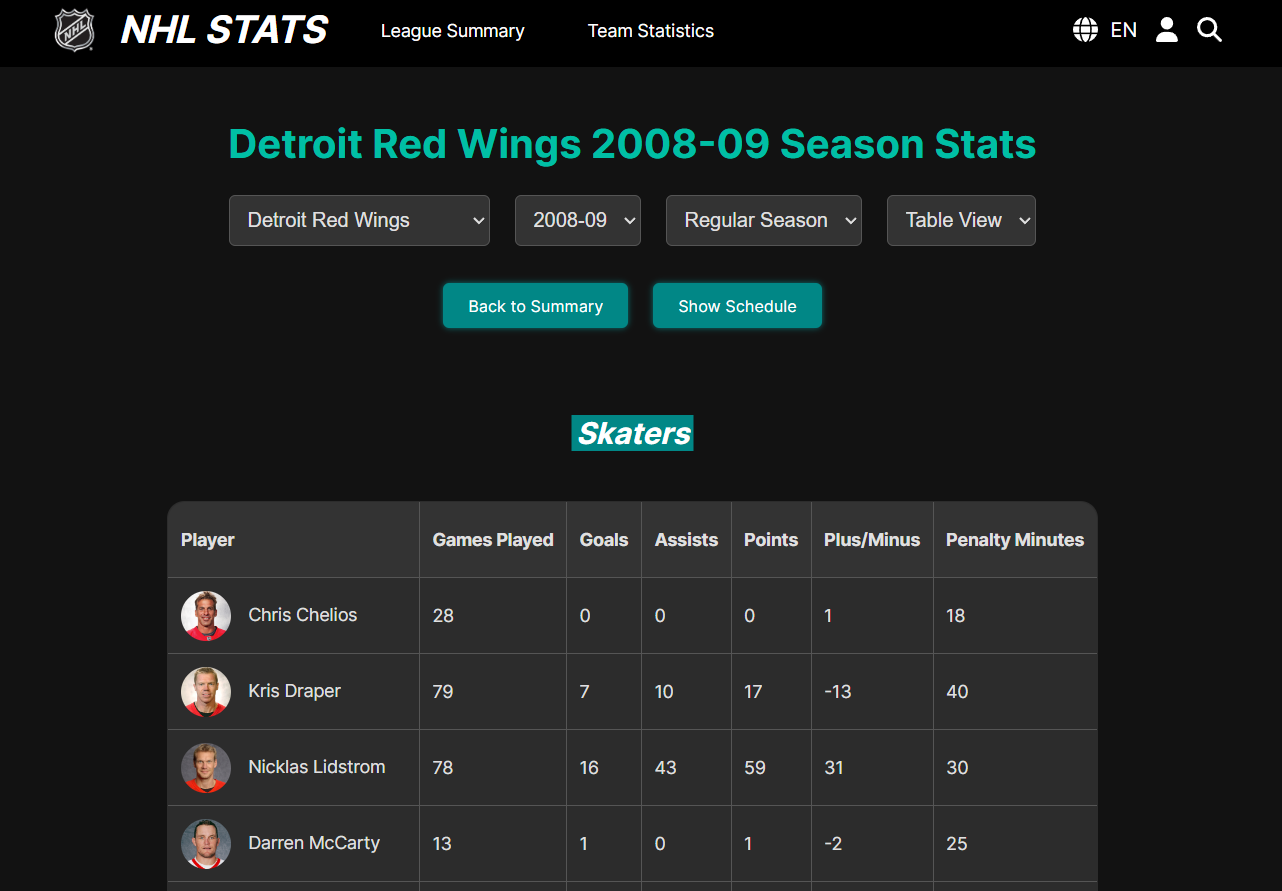 NHL NHL STATS League Summary Team Statistics EN
Detroit Red Wings 2008-09 Season Stats
Detroit Red Wings 2008-09 Regular Season Table View
Back to Summary Show Schedule
Skaters
Player Games Played Goals Assists Points Plus/Minus Penalty Minutes
Chris Chelios 28 0 0 0 1 18
Kris Draper 79 7 10 17 -13 40
Nicklas Lidstrom 78 16 43 59 31 30
Darren McCarty 13 1 0 1 -2 25